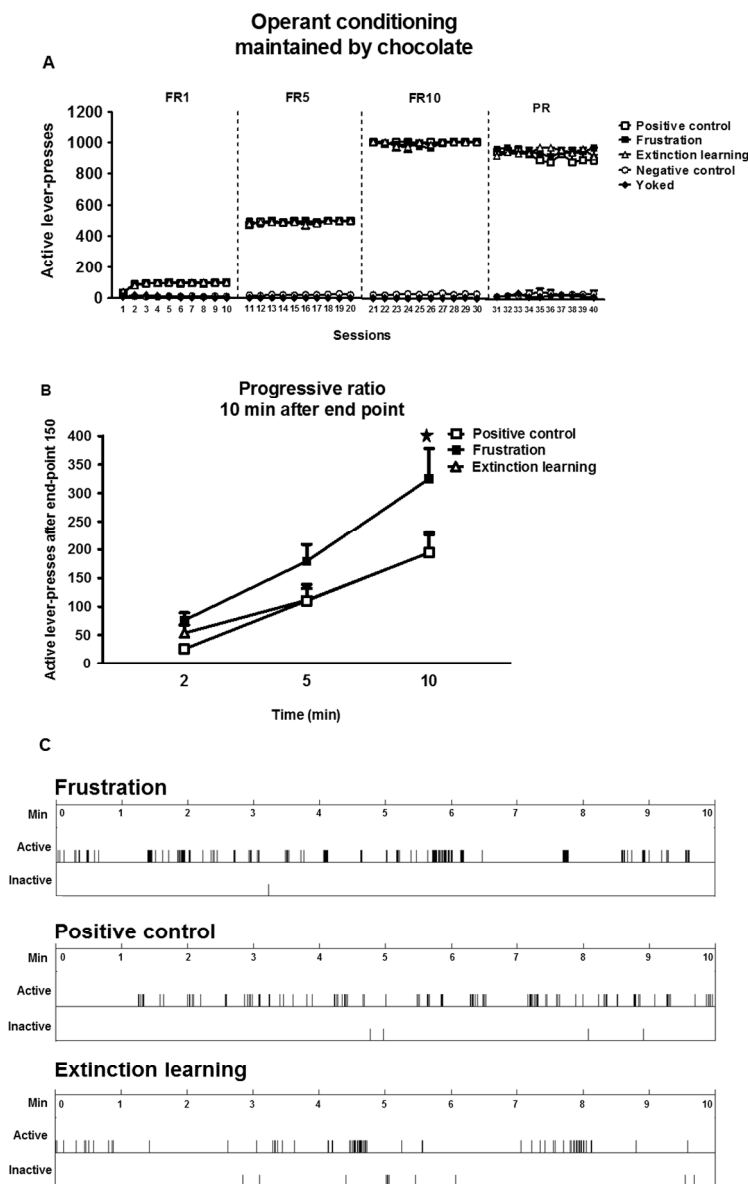 Operant conditioning
maintained by chocolate
A
FR1 FR5 FR10 PR
Active lever-presses
1200
1000
800
600
400
200
0
Positive control
Frustration
Extinction learning
Negative control
Yoked
1 2 3 4 5 6 7 8 9 10 11 12 13 14 15 16 17 18 19 20 21 22 23 24 25 26 27 28 29 30 31 32 33 34 35 36 37 38 39 40
Sessions
B
Progressive ratio
10 min after end point
Active lever-presses after end-point 150
400
350
300
250
200
150
100
50
0
★
Positive control
Frustration
Extinction learning
2 5 10
Time (min)
C
Frustration
Min 0 1 2 3 4 5 6 7 8 9 10
Active
Inactive
Positive control
Min 0 1 2 3 4 5 6 7 8 9 10
Active
Inactive
Extinction learning
Min 0 1 2 3 4 5 6 7 8 9 10
Active
Inactive